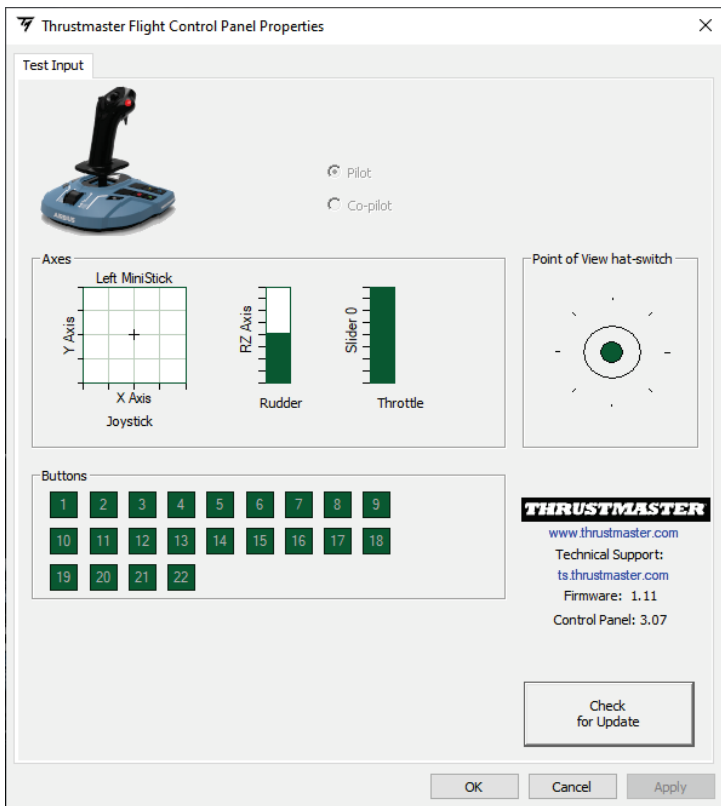 Thrustmaster Flight Control Panel Properties
Test Input
AIRBUS
Pilot
Co-pilot
Axes
Left MiniStick
Y Axis
X Axis
Joystick
RZ Axis
Rudder
Slider 0
Throttle
Point of View hat-switch
Buttons
1 2 3 4 5 6 7 8 9
10 11 12 13 14 15 16 17 18
19 20 21 22
THRUSTMASTER
www.thrustmaster.com
Technical Support:
ts.thrustmaster.com
Firmware: 1.11
Control Panel: 3.07
Check
for Update
OK Cancel Apply